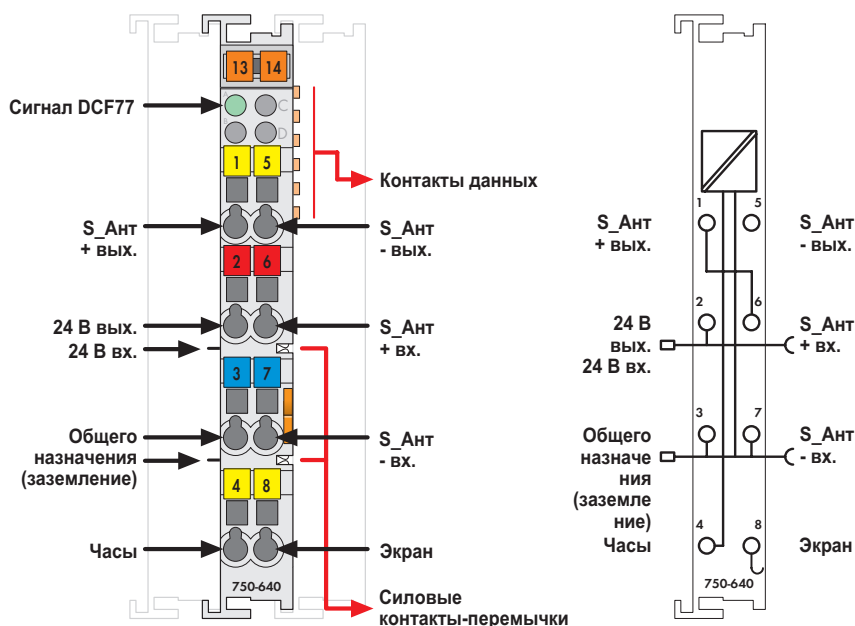 13 14
A
C
Сигнал DCF77
B
D
1 5
Контакты данных
S_Ант
+ вых.
S_Ант
- вых.
2 6
24 В вых.
24 В вх.
S_Ант
+ вх.
3 7
Общего
назначения
(заземление)
S_Ант
- вх.
4 8
Часы
Экран
750-640
Силовые
контакты-перемычки
1
5
S_Ант
+ вых.
S_Ант
- вых.
2
6
24 В
вых.
24 В вх.
S_Ант
+ вх.
3
7
Общего
назначе
ния
(заземле
ние)
S_Ант
- вх.
4
8
Часы
Экран
750-640